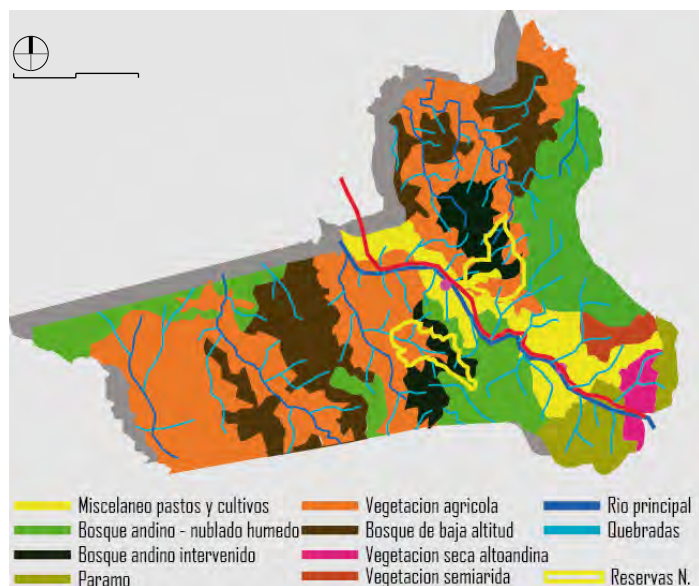 Miscelaneo pastos y cultivos
Bosque andino - nublado humedo
Bosque andino intervenido
Paramo
Vegetacion agricola
Bosque de baja altitud
Vegetacion seca altoandina
Vegetacion semiarida
Rio principal
Quebradas
Reservas N.